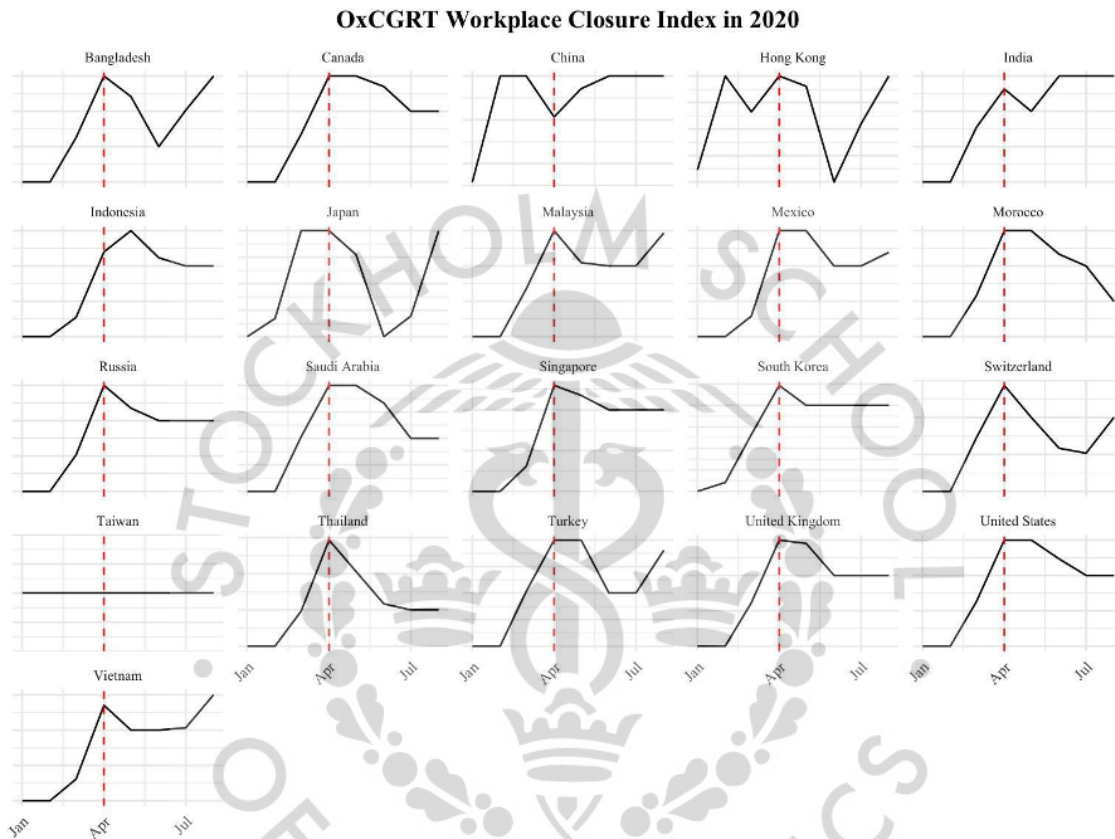 OxCGRT Workplace Closure Index in 2020
Bangladesh Canada China Hong Kong India
Indonesia Japan Malaysia Mexico Morocco
Russia Saudi Arabia Singapore South Korea Switzerland
Taiwan Thailand Turkey United Kingdom United States
Jan Apr Jul Jan Apr Jul Jan Apr Jul Jan Apr Jul
Vietnam
Jan Apr Jul
STOCKHOLM SCHOOL